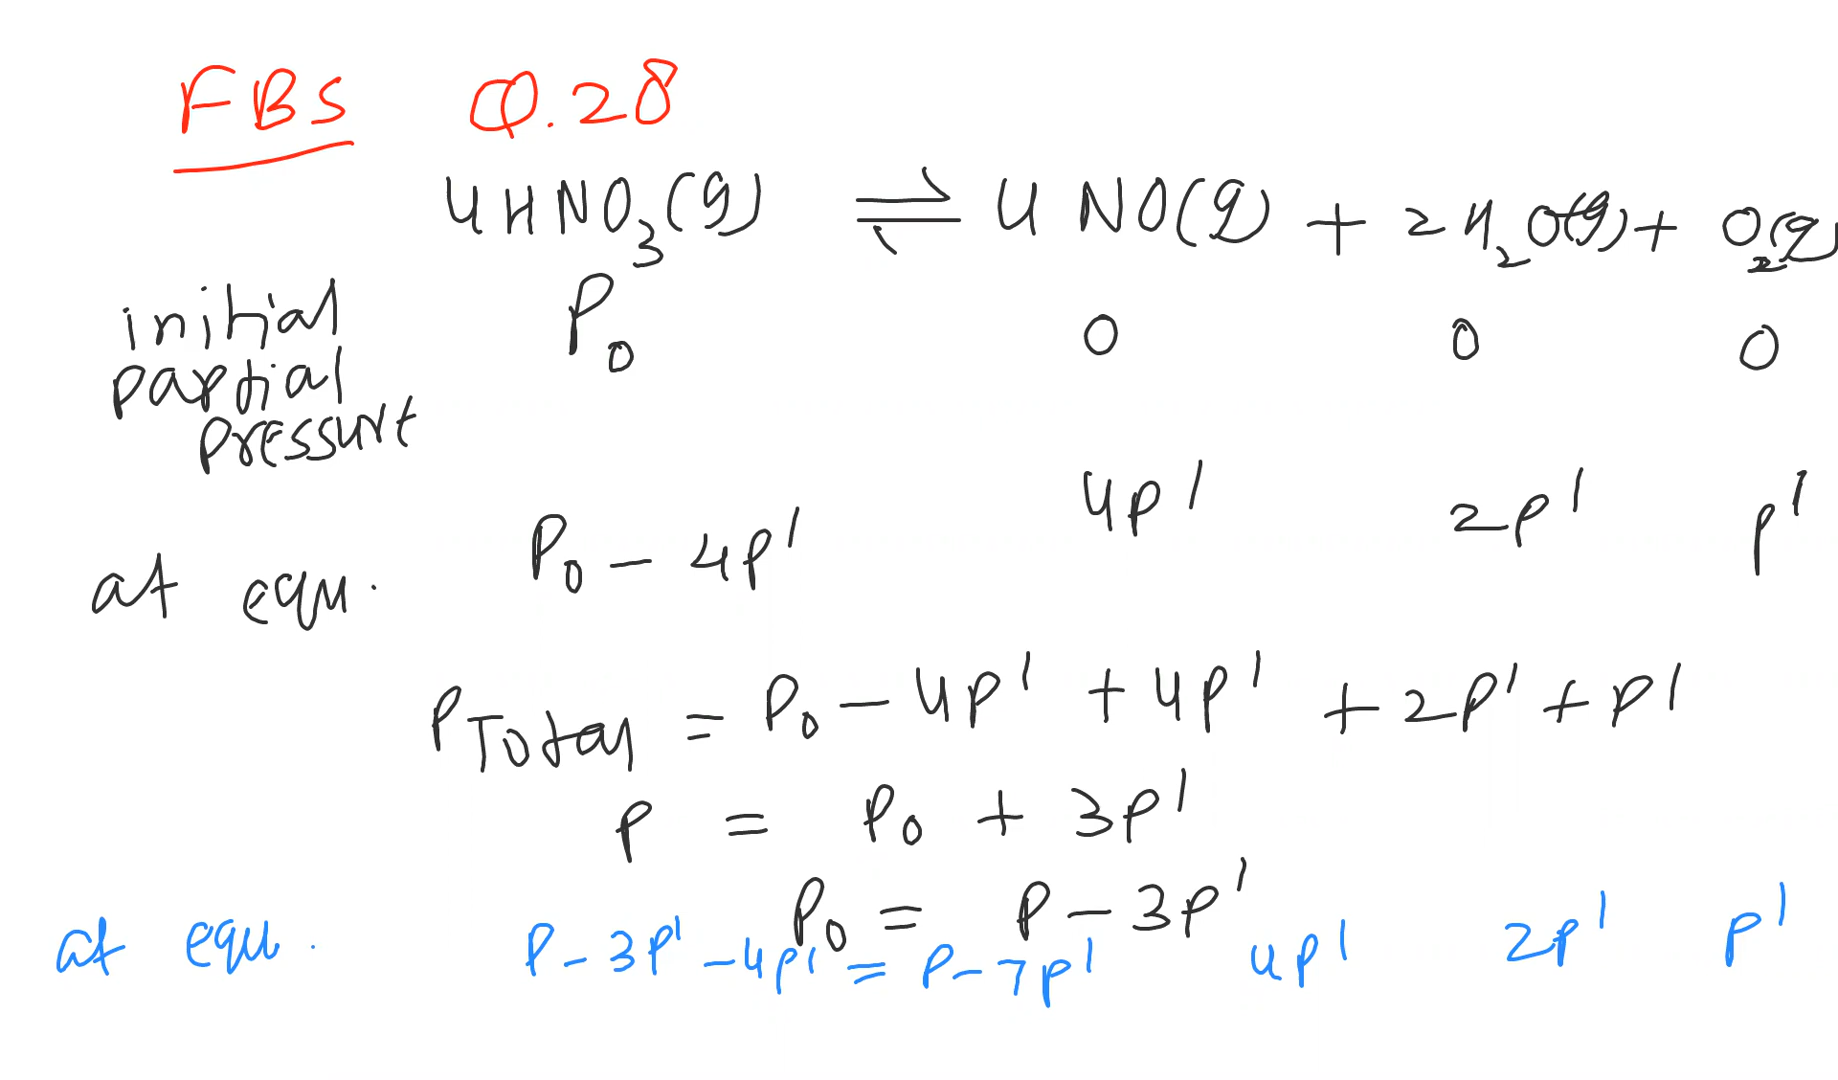 FBS Q.28
4HNO3(g) ⇌ 4NO(g) + 2H2O(g) + O2(g)
initial partial pressure P0 0 0 0
at equ. P0 - 4p' 4p' 2p' p'
PTotal = P0 - 4p' + 4p' + 2p' + p'
P = P0 + 3p'
P0 = P - 3p'
at equ. P - 3p' - 4p' = P - 7p' 4p' 2p' p'